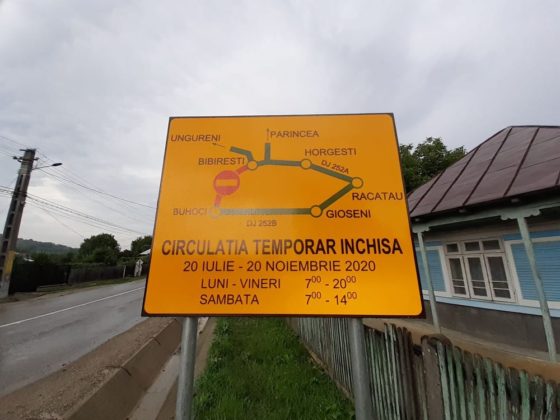 UNGURENI
PARINCEA
BIBIRESTI
HORGESTI
DJ 252A
RACATAU
BUHOCI
DJ 252B
GIOSENI
CIRCULATIA TEMPORAR INCHISA
20 IULIE - 20 NOIEMBRIE 2020
LUNI - VINERI 7⁰⁰ - 20⁰⁰
SAMBATA 7⁰⁰ - 14⁰⁰